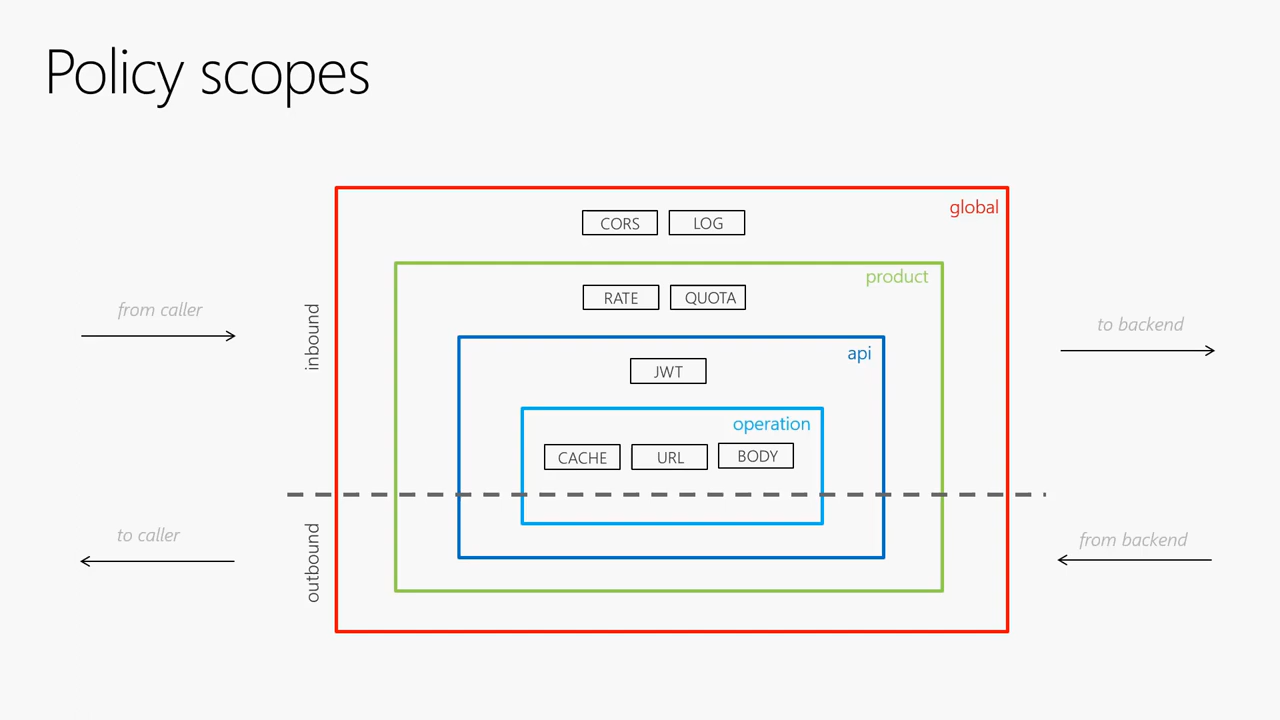 Policy scopes
global
CORS
LOG
product
RATE
QUOTA
from caller
inbound
to backend
api
JWT
operation
CACHE
URL
BODY
to caller
outbound
from backend